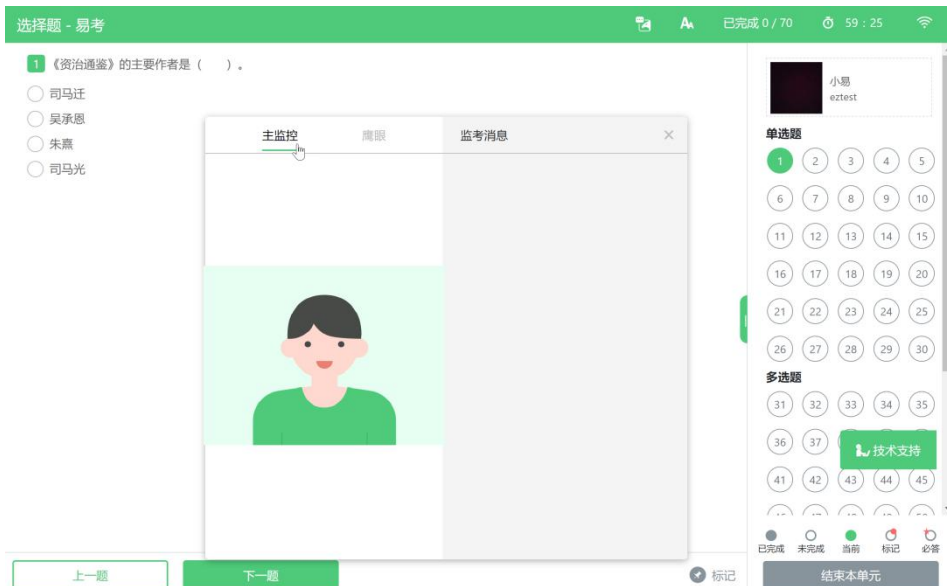 选择题 - 易考
已完成 0 / 70
59 : 25
1 《资治通鉴》的主要作者是 （ ）。
司马迁
吴承恩
朱熹
司马光
主监控 鹰眼 监考消息
小易
eztest
单选题
1 2 3 4 5
6 7 8 9 10
11 12 13 14 15
16 17 18 19 20
21 22 23 24 25
26 27 28 29 30
多选题
31 32 33 34 35
36 37
技术支持
41 42 43 44 45
已完成 未完成 当前 标记 必答
上一题 下一题 标记 结束本单元